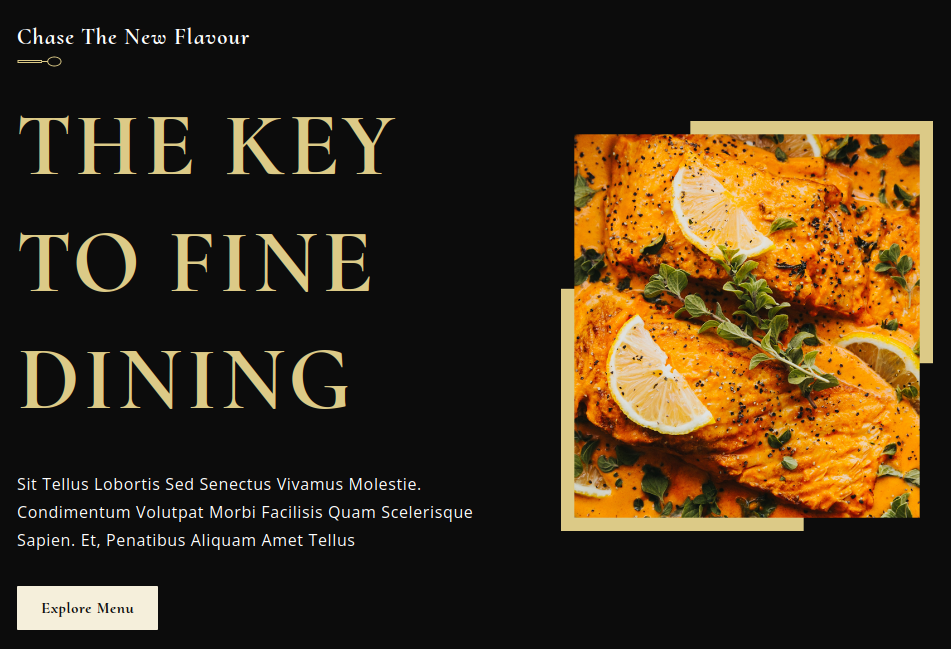 Chase The New Flavour
THE KEY
TO FINE
DINING
Sit Tellus Lobortis Sed Senectus Vivamus Molestie.
Condimentum Volutpat Morbi Facilisis Quam Scelerisque
Sapien. Et, Penatibus Aliquam Amet Tellus
Explore Menu